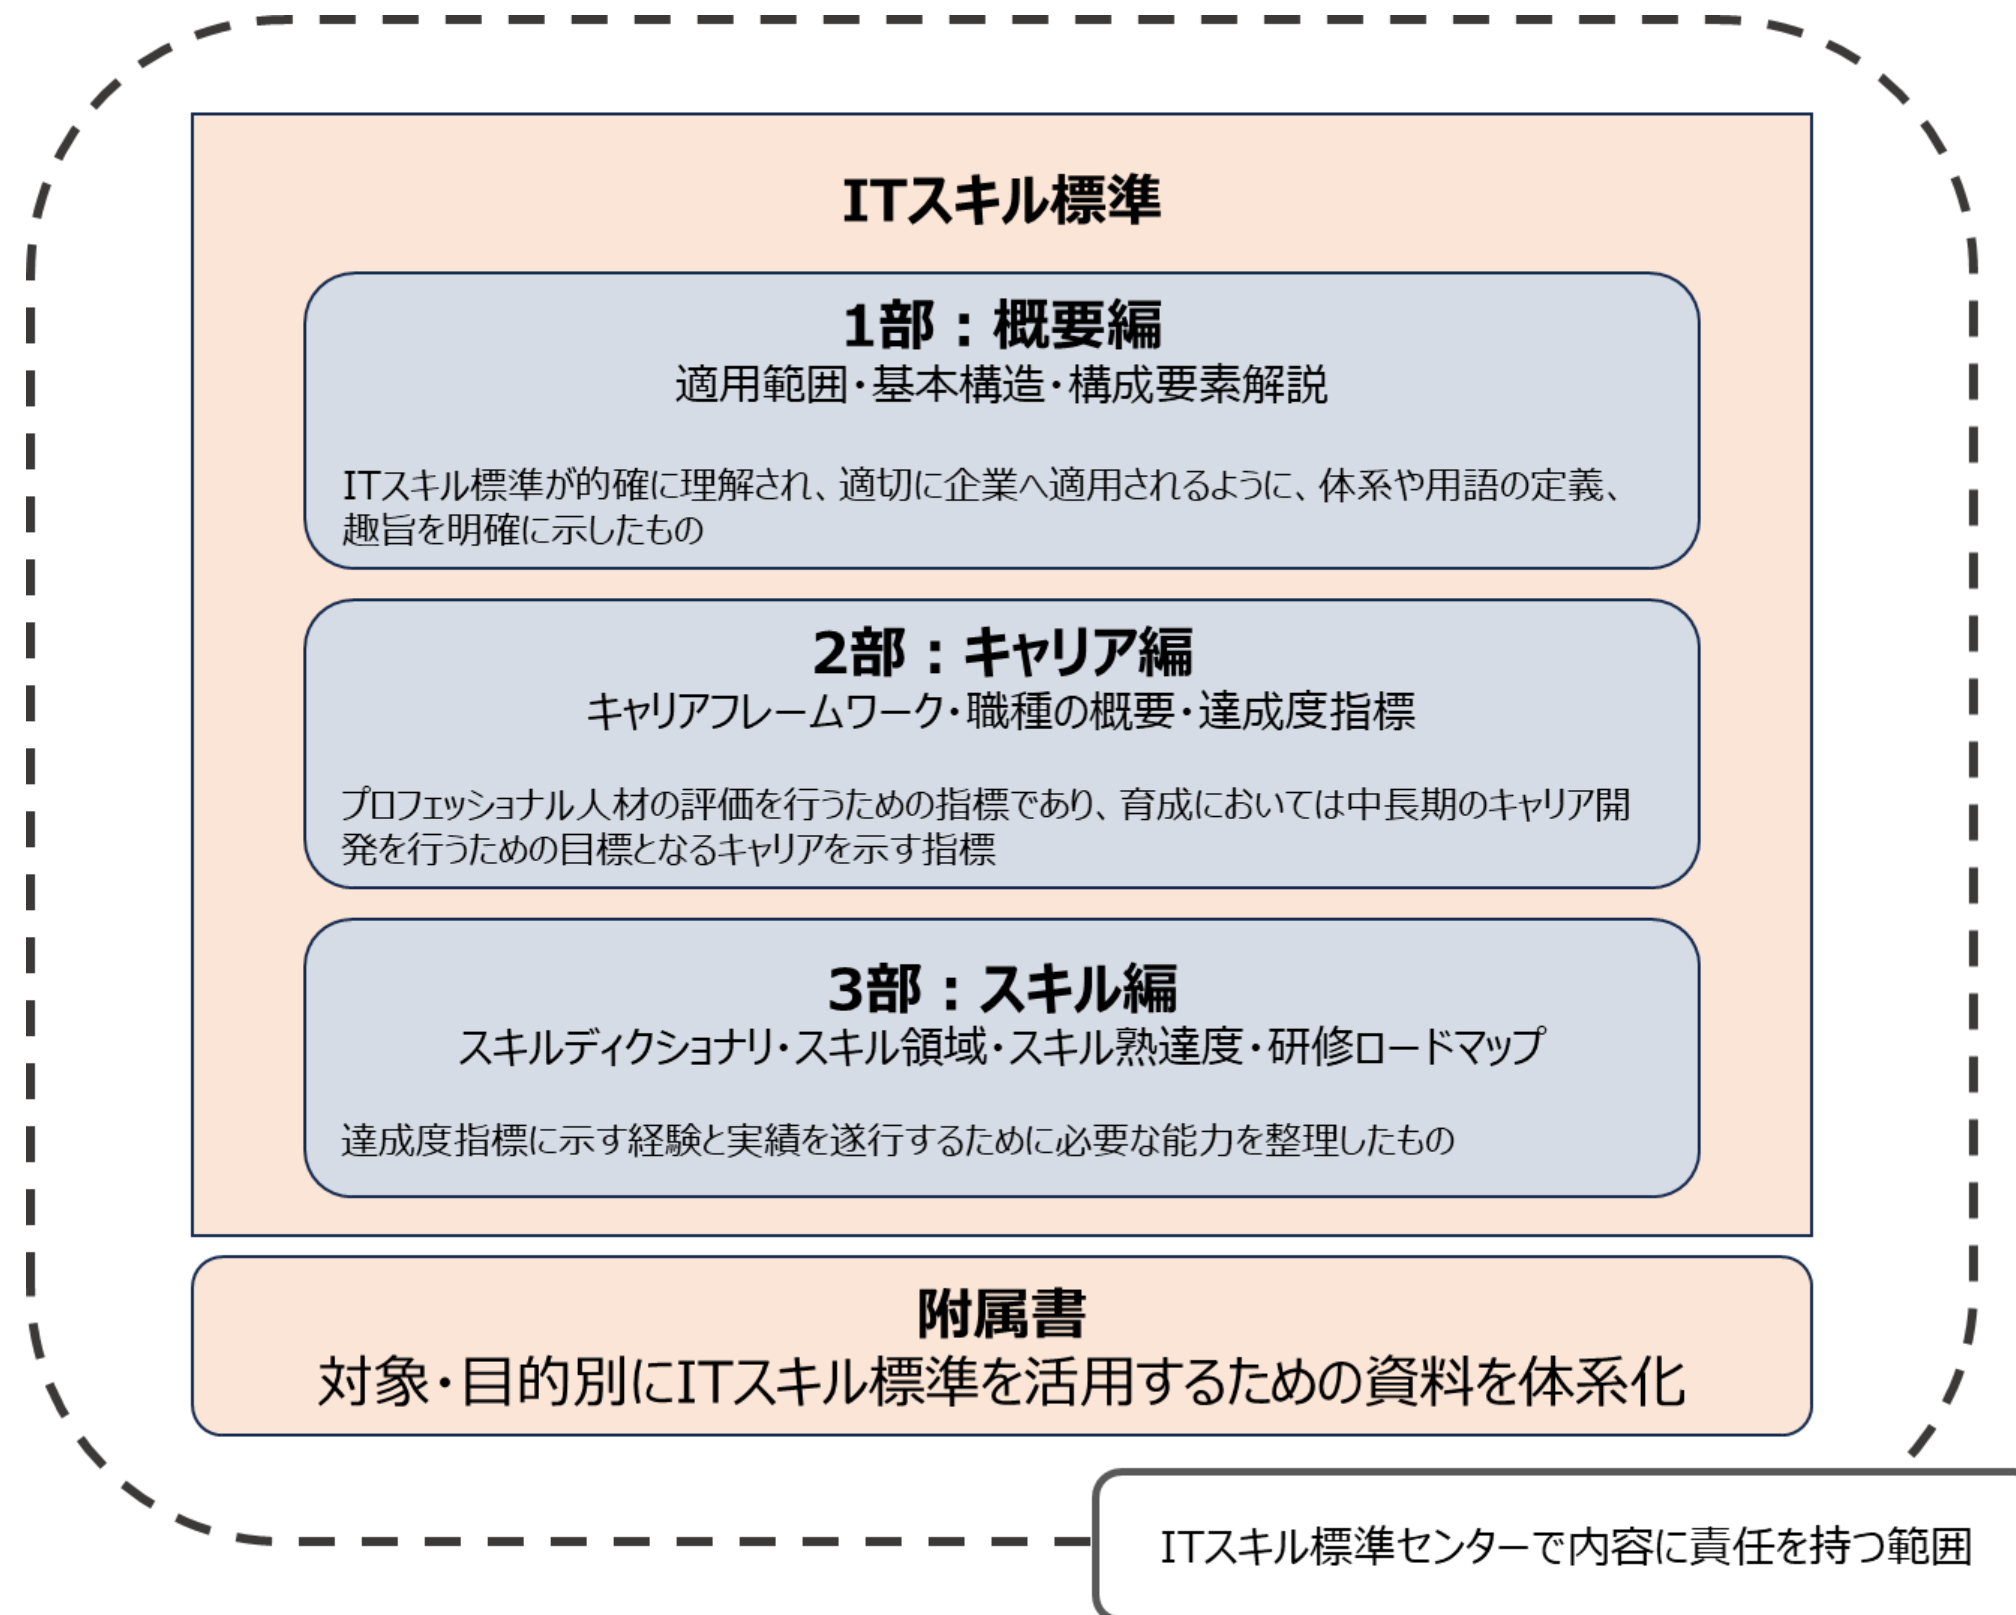 ITスキル標準
1部：概要編
適用範囲・基本構造・構成要素解説
ITスキル標準が的確に理解され、適切に企業へ適用されるように、体系や用語の定義、
趣旨を明確に示したもの
2部：キャリア編
キャリアフレームワーク・職種の概要・達成度指標
プロフェッショナル人材の評価を行うための指標であり、育成においては中長期のキャリア開
発を行うための目標となるキャリアを示す指標
3部：スキル編
スキルディクショナリ・スキル領域・スキル熟達度・研修ロードマップ
達成度指標に示す経験と実績を遂行するために必要な能力を整理したもの
附属書
対象・目的別にITスキル標準を活用するための資料を体系化
ITスキル標準センターで内容に責任を持つ範囲